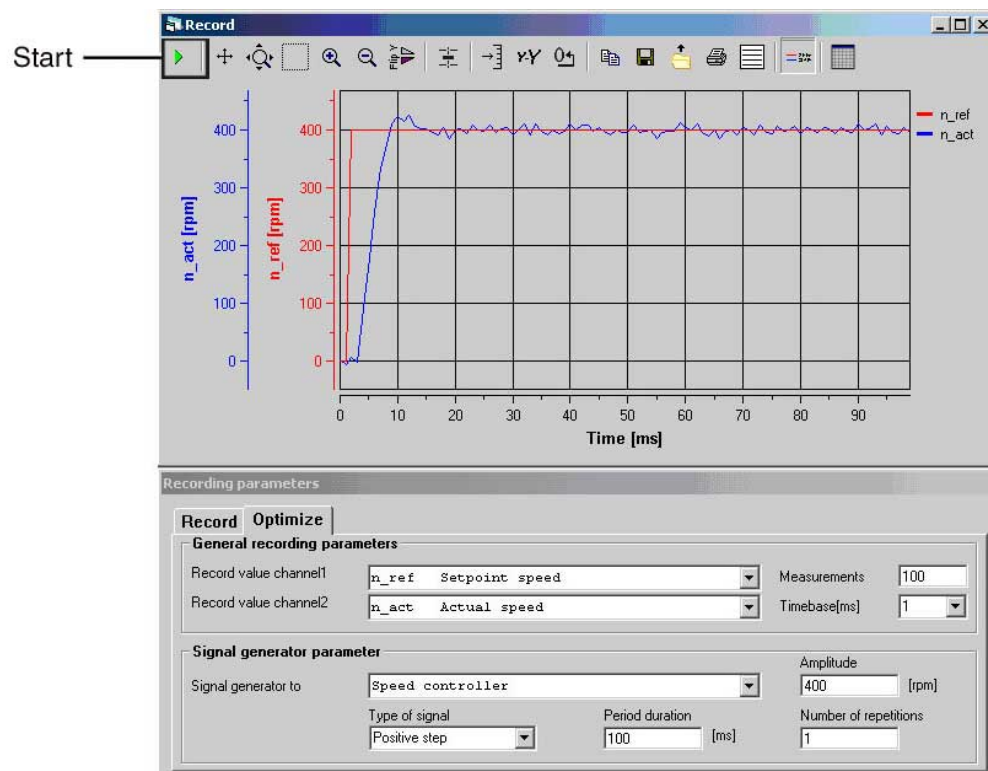 Record
Start
Y-Y
n_act [rpm]
400
300
200
100
0
n_ref [rpm]
400
300
200
100
0
n_ref
n_act
0 10 20 30 40 50 60 70 80 90
Time [ms]
Recording parameters
Record Optimize
General recording parameters
Record value channel1 n_ref Setpoint speed Measurements 100
Record value channel2 n_act Actual speed Timebase[ms] 1
Signal generator parameter
Amplitude
Signal generator to Speed controller 400 [rpm]
Type of signal Period duration Number of repetitions
Positive step 100 [ms] 1